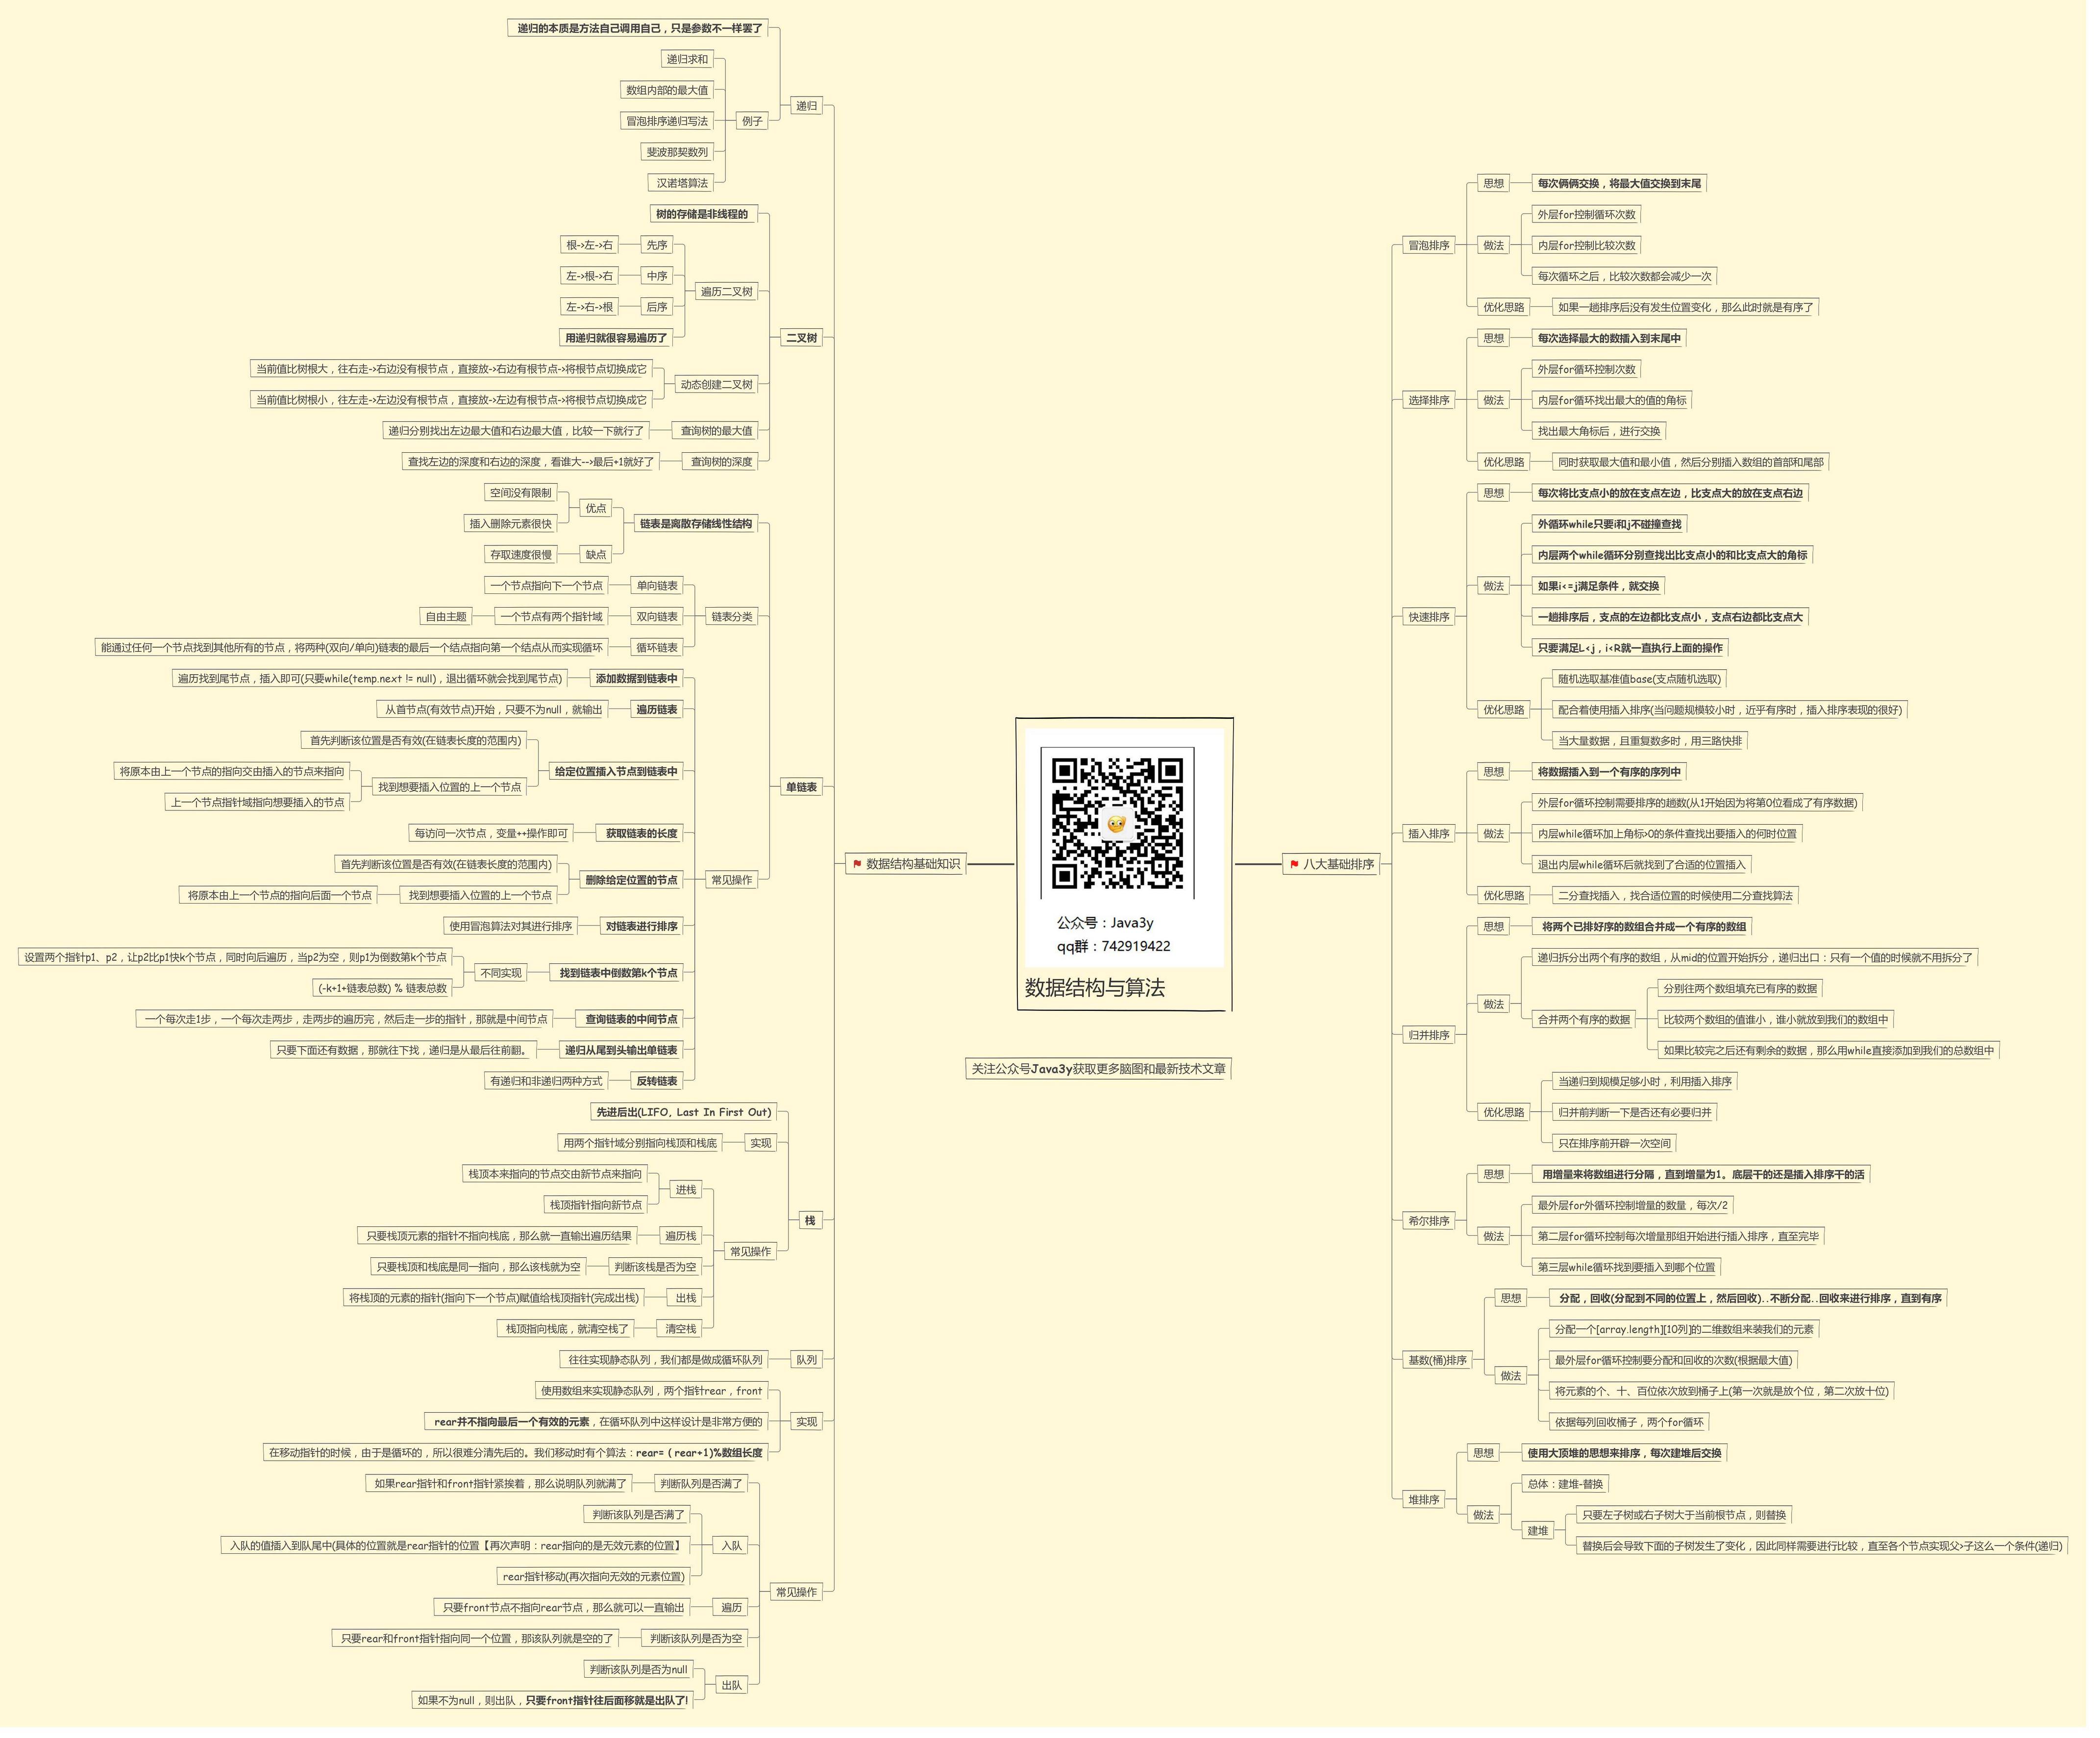 递归的本质是方法自己调用自己，只是参数不一样罢了
递归求和
数组内部的最大值
冒泡排序递归写法
斐波那契数列
汉诺塔算法
例子
递归
树的存储是非线程的
根->左->右
先序
左->根->右
中序
左->右->根
后序
用递归就很容易遍历了
遍历二叉树
二叉树
当前值比树根大，往右走->右边没有根节点，直接放->右边有根节点->将根节点切换成它
当前值比树根小，往左走->左边没有根节点，直接放->左边有根节点->将根节点切换成它
动态创建二叉树
递归分别找出左边最大值和右边最大值，比较一下就行了
查询树的最大值
查找左边的深度和右边的深度，看谁大-->最后+1就好了
查询树的深度
空间没有限制
插入删除元素很快
优点
存取速度很慢
缺点
链表是离散存储线性结构
一个节点指向下一个节点
单向链表
自由主题
一个节点有两个指针域
双向链表
能通过任何一个节点找到其他所有的节点，将两种(双向/单向)链表的最后一个结点指向第一个结点从而实现循环
循环链表
链表分类
遍历找到尾节点，插入即可(只要while(temp.next != null)，退出循环就会找到尾节点)
添加数据到链表中
从首节点(有效节点)开始，只要不为null，就输出
遍历链表
首先判断该位置是否有效(在链表长度的范围内)
将原本由上一个节点的指向交由插入的节点来指向
上一个节点指针域指向想要插入的节点
找到想要插入位置的上一个节点
给定位置插入节点到链表中
单链表
每访问一次节点，变量++操作即可
获取链表的长度
首先判断该位置是否有效(在链表长度的范围内)
将原本由上一个节点的指向后面一个节点
找到想要插入位置的上一个节点
删除给定位置的节点
常见操作
使用冒泡算法对其进行排序
对链表进行排序
设置两个指针p1、p2，让p2比p1快k个节点，同时向后遍历，当p2为空，则p1为倒数第k个节点
(-k+1+链表总数) % 链表总数
不同实现
找到链表中倒数第k个节点
一个每次走1步，一个每次走两步，走两步的遍历完，然后走一步的指针，那就是中间节点
查询链表的中间节点
只要下面还有数据，那就往下找，递归是从最后往前翻。
递归从尾到头输出单链表
有递归和非递归两种方式
反转链表
先进后出(LIFO, Last In First Out)
用两个指针域分别指向栈顶和栈底
实现
栈顶本来指向的节点交由新节点来指向
栈顶指针指向新节点
进栈
只要栈顶元素的指针不指向栈底，那么就一直输出遍历结果
遍历栈
只要栈顶和栈底是同一指向，那么该栈就为空
判断该栈是否为空
将栈顶的元素的指针(指向下一个节点)赋值给栈顶指针(完成出栈)
出栈
栈顶指向栈底，就清空栈了
清空栈
常见操作
栈
往往实现静态队列，我们都是做成循环队列
队列
使用数组来实现静态队列，两个指针rear，front
rear并不指向最后一个有效的元素，在循环队列中这样设计是非常方便的
在移动指针的时候，由于是循环的，所以很难分清先后的。我们移动时有个算法：rear=（rear+1)%数组长度
实现
如果rear指针和front指针紧挨着，那么说明队列就满了
判断队列是否满了
判断该队列是否满了
入队的值插入到队尾中(具体的位置就是rear指针的位置【再次声明：rear指向的是无效元素的位置】
rear指针移动(再次指向无效的元素位置)
入队
只要front节点不指向rear节点，那么就可以一直输出
遍历
只要rear和front指针指向同一个位置，那该队列就是空的了
判断该队列是否为空
判断该队列是否为null
如果不为null，则出队，只要front指针往后面移就是出队了!
出队
常见操作
数据结构基础知识
公众号：Java3y
qq群：742919422
数据结构与算法
关注公众号Java3y获取更多脑图和最新技术文章
八大基础排序
冒泡排序
思想
每次俩俩交换，将最大值交换到末尾
做法
外层for控制循环次数
内层for控制比较次数
每次循环之后，比较次数都会减少一次
优化思路
如果一趟排序后没有发生位置变化，那么此时就是有序了
选择排序
思想
每次选择最大的数插入到末尾中
做法
外层for循环控制次数
内层for循环找出最大的值的角标
找出最大角标后，进行交换
优化思路
同时获取最大值和最小值，然后分别插入数组的首部和尾部
快速排序
思想
每次将比支点小的放在支点左边，比支点大的放在支点右边
做法
外循环while只要i和j不碰撞查找
内层两个while循环分别查找出比支点小的和比支点大的角标
如果i<=j满足条件，就交换
一趟排序后，支点的左边都比支点小，支点右边都比支点大
只要满足L<j，i<R就一直执行上面的操作
优化思路
随机选取基准值base(支点随机选取)
配合着使用插入排序(当问题规模较小时，近乎有序时，插入排序表现的很好)
当大量数据，且重复数多时，用三路快排
插入排序
思想
将数据插入到一个有序的序列中
做法
外层for循环控制需要排序的趟数(从1开始因为将第0位看成了有序数据)
内层while循环加上角标>0的条件查找出要插入的何时位置
退出内层while循环后就找到了合适的位置插入
优化思路
二分查找插入，找合适位置的时候使用二分查找算法
归并排序
思想
将两个已排好序的数组合并成一个有序的数组
做法
递归拆分出两个有序的数组，从mid的位置开始拆分，递归出口：只有一个值的时候就不用拆分了
合并两个有序的数据
分别往两个数组填充已有序的数据
比较两个数组的值谁小，谁小就放到我们的数组中
如果比较完之后还有剩余的数据，那么用while直接添加到我们的总数组中
优化思路
当递归到规模足够小时，利用插入排序
归并前判断一下是否还有必要归并
只在排序前开辟一次空间
希尔排序
思想
用增量来将数组进行分隔，直到增量为1。底层干的还是插入排序干的活
做法
最外层for外循环控制增量的数量，每次/2
第二层for循环控制每次增量那组开始进行插入排序，直至完毕
第三层while循环找到要插入到哪个位置
基数(桶)排序
思想
分配，回收(分配到不同的位置上，然后回收)..不断分配..回收来进行排序，直到有序
做法
分配一个[array.length][10列]的二维数组来装我们的元素
最外层for循环控制要分配和回收的次数(根据最大值)
将元素的个、十、百位依次放到桶子上(第一次就是放个位，第二次放十位)
依据每列回收桶子，两个for循环
堆排序
思想
使用大顶堆的思想来排序，每次建堆后交换
做法
总体：建堆-替换
建堆
只要左子树或右子树大于当前根节点，则替换
替换后会导致下面的子树发生了变化，因此同样需要进行比较，直至各个节点实现父>子这么一个条件(递归)